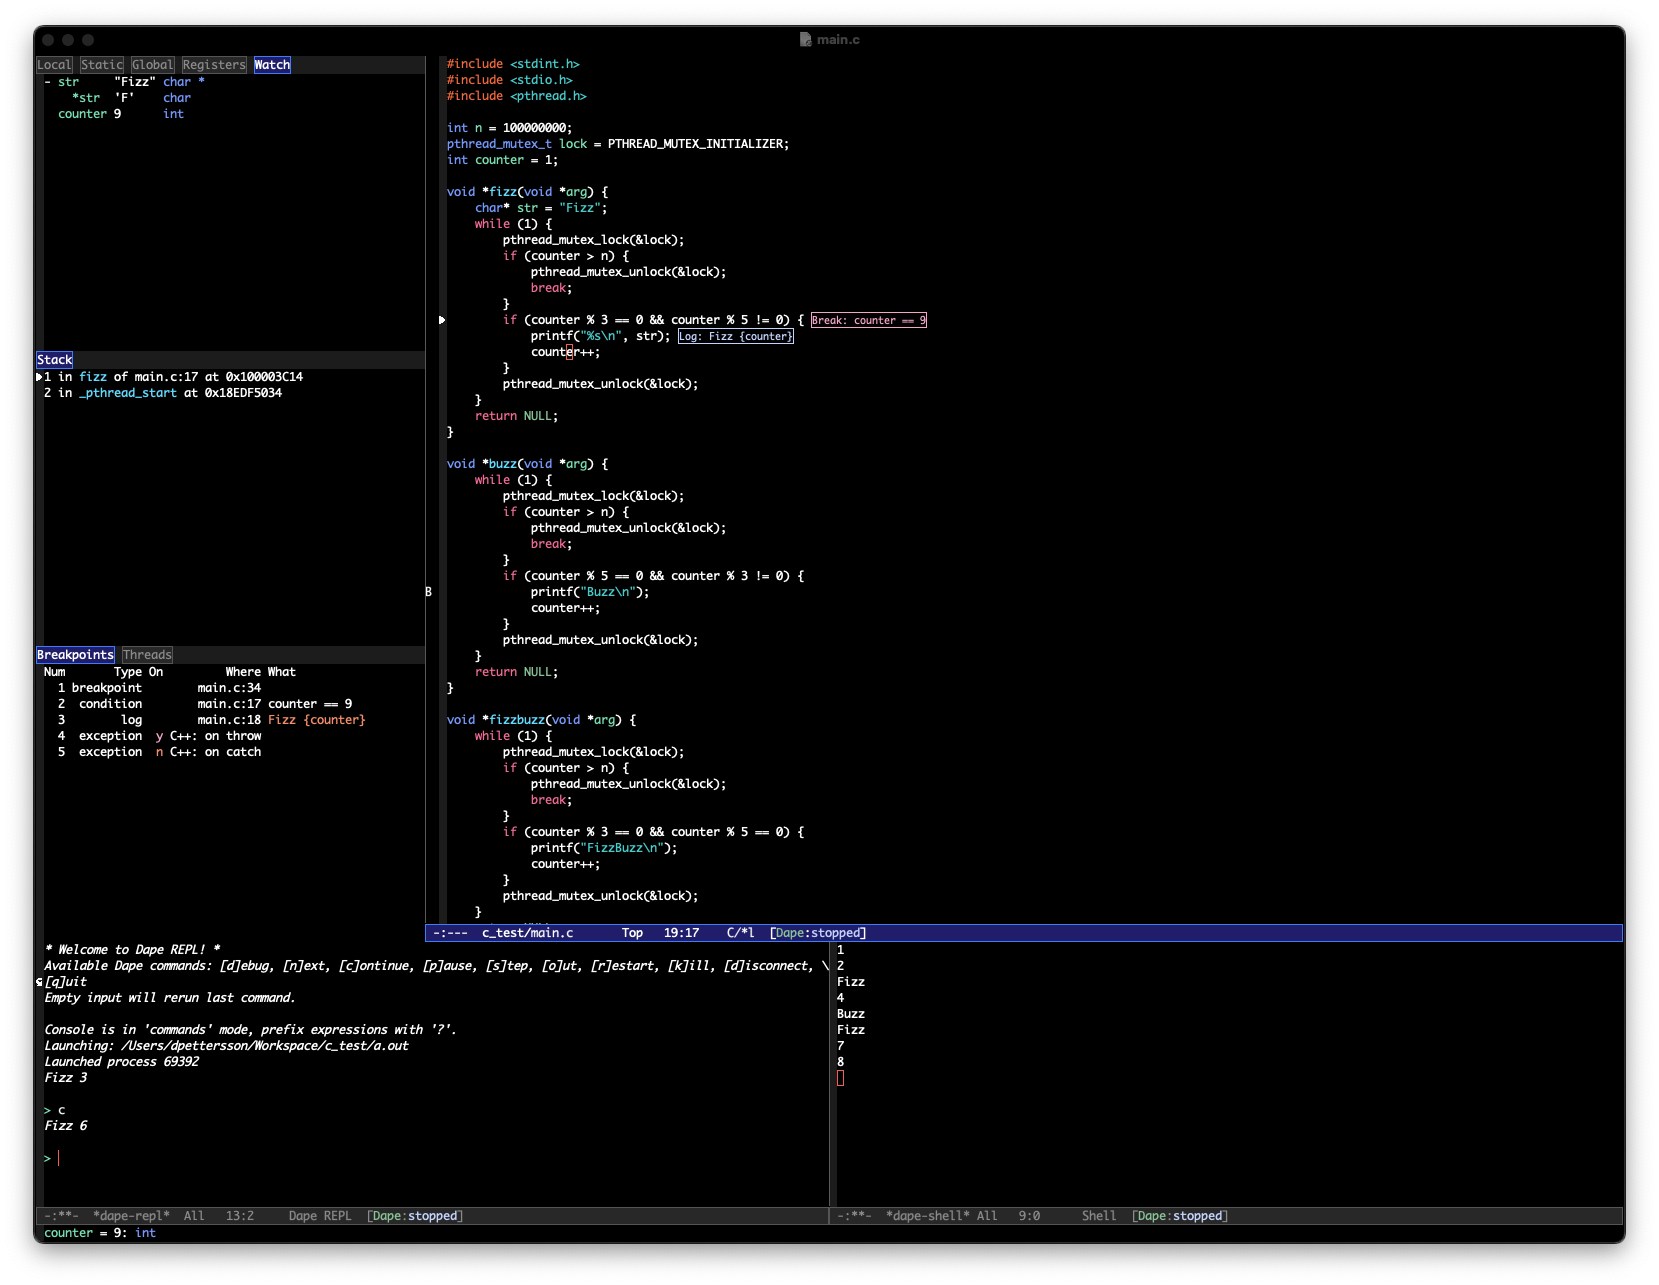 main.c
Local Static Global Registers Watch
- str "Fizz" char *
*str 'F' char
counter 9 int
Stack
1 in fizz of main.c:17 at 0x100003C14
2 in _pthread_start at 0x18EDF5034
Breakpoints Threads
Num Type On Where What
1 breakpoint main.c:34
2 condition main.c:17 counter == 9
3 log main.c:18 Fizz {counter}
4 exception y C++: on throw
5 exception n C++: on catch
#include <stdint.h>
#include <stdio.h>
#include <pthread.h>
int n = 100000000;
pthread_mutex_t lock = PTHREAD_MUTEX_INITIALIZER;
int counter = 1;
void *fizz(void *arg) {
char* str = "Fizz";
while (1) {
pthread_mutex_lock(&lock);
if (counter > n) {
pthread_mutex_unlock(&lock);
break;
}
if (counter % 3 == 0 && counter % 5 != 0) { Break: counter == 9
printf("%s\n", str); Log: Fizz {counter}
counter++;
}
pthread_mutex_unlock(&lock);
}
return NULL;
}
void *buzz(void *arg) {
while (1) {
pthread_mutex_lock(&lock);
if (counter > n) {
pthread_mutex_unlock(&lock);
break;
}
if (counter % 5 == 0 && counter % 3 != 0) {
B printf("Buzz\n");
counter++;
}
pthread_mutex_unlock(&lock);
}
return NULL;
}
void *fizzbuzz(void *arg) {
while (1) {
pthread_mutex_lock(&lock);
if (counter > n) {
pthread_mutex_unlock(&lock);
break;
}
if (counter % 3 == 0 && counter % 5 == 0) {
printf("FizzBuzz\n");
counter++;
}
pthread_mutex_unlock(&lock);
}
-:--- c_test/main.c Top 19:17 C/*l [Dape:stopped]
* Welcome to Dape REPL! *
Available Dape commands: [d]ebug, [n]ext, [c]ontinue, [p]ause, [s]tep, [o]ut, [r]estart, [k]ill, [d]isconnect, \
[q]uit
Empty input will rerun last command.
Console is in 'commands' mode, prefix expressions with '?'.
Launching: /Users/dpettersson/Workspace/c_test/a.out
Launched process 69392
Fizz 3
> c
Fizz 6
>
-:**- *dape-repl* All 13:2 Dape REPL [Dape:stopped]
1
2
Fizz
4
Buzz
Fizz
7
8
-:**- *dape-shell* All 9:0 Shell [Dape:stopped]
counter = 9: int